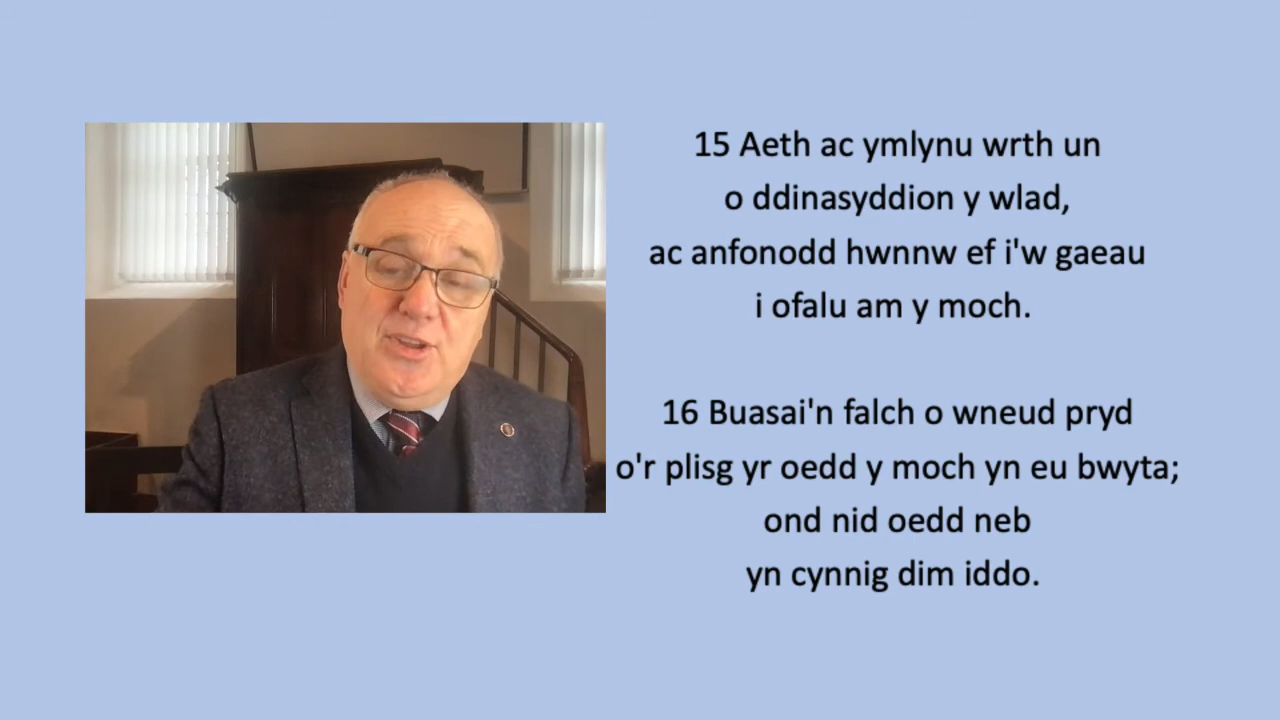 15 Aeth ac ymlynu wrth un
o ddinasyddion y wlad,
ac anfonodd hwnnw ef i'w gaeau
i ofalu am y moch.
16 Buasai'n falch o wneud pryd
o'r plisg yr oedd y moch yn eu bwyta;
ond nid oedd neb
yn cynnig dim iddo.